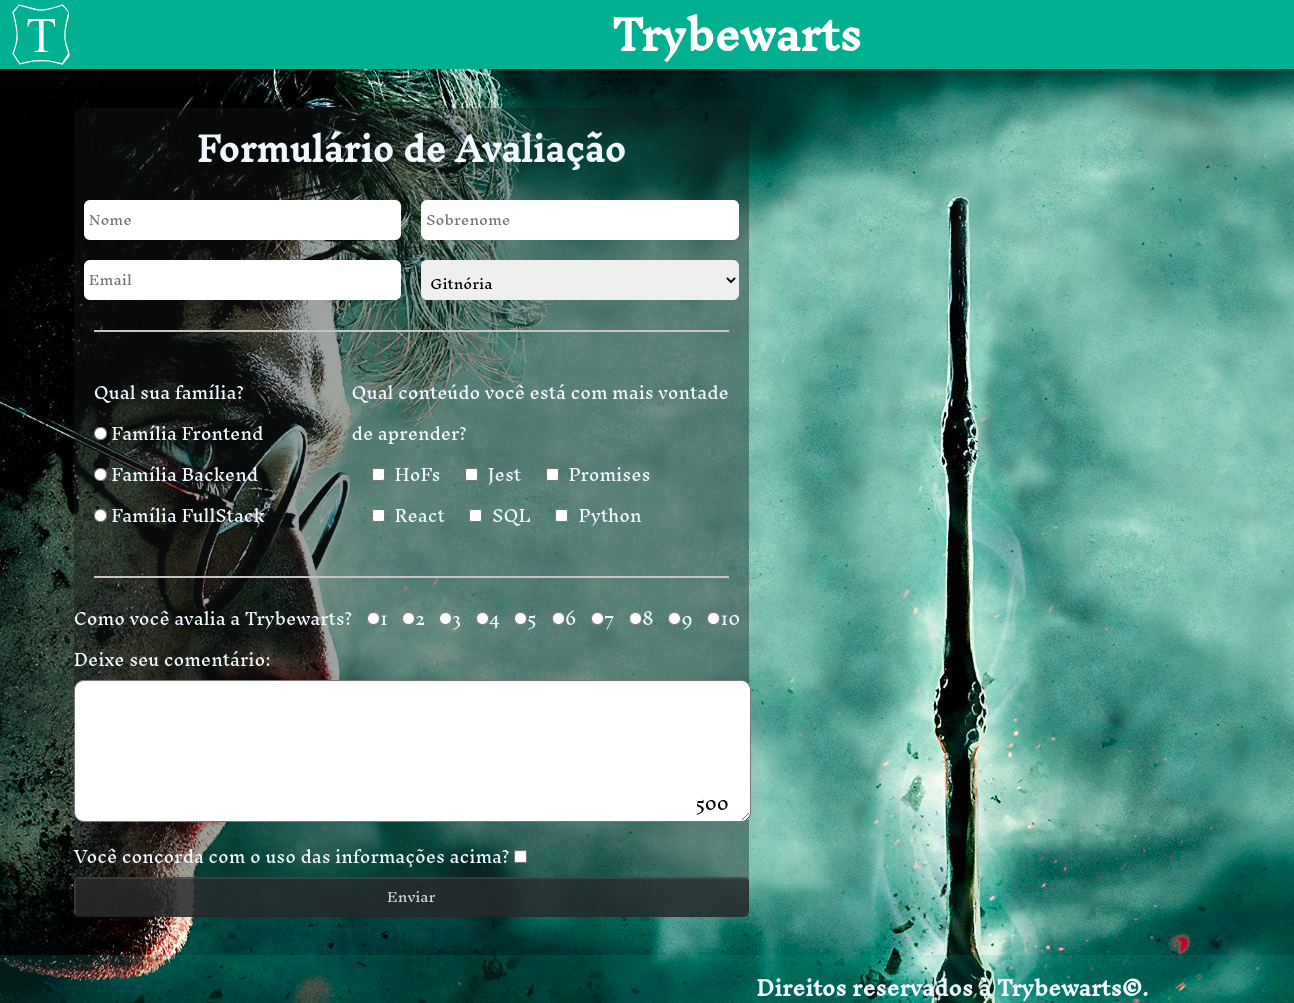 T
Trybewarts
Formulário de Avaliação
Nome
Sobrenome
Email
Gitnória
Qual sua família?
Família Frontend
Família Backend
Família FullStack
Qual conteúdo você está com mais vontade
de aprender?
HoFs Jest Promises
React SQL Python
Como você avalia a Trybewarts? 1 2 3 4 5 6 7 8 9 10
Deixe seu comentário:
500
Você concorda com o uso das informações acima?
Enviar
Direitos reservados à Trybewarts©.